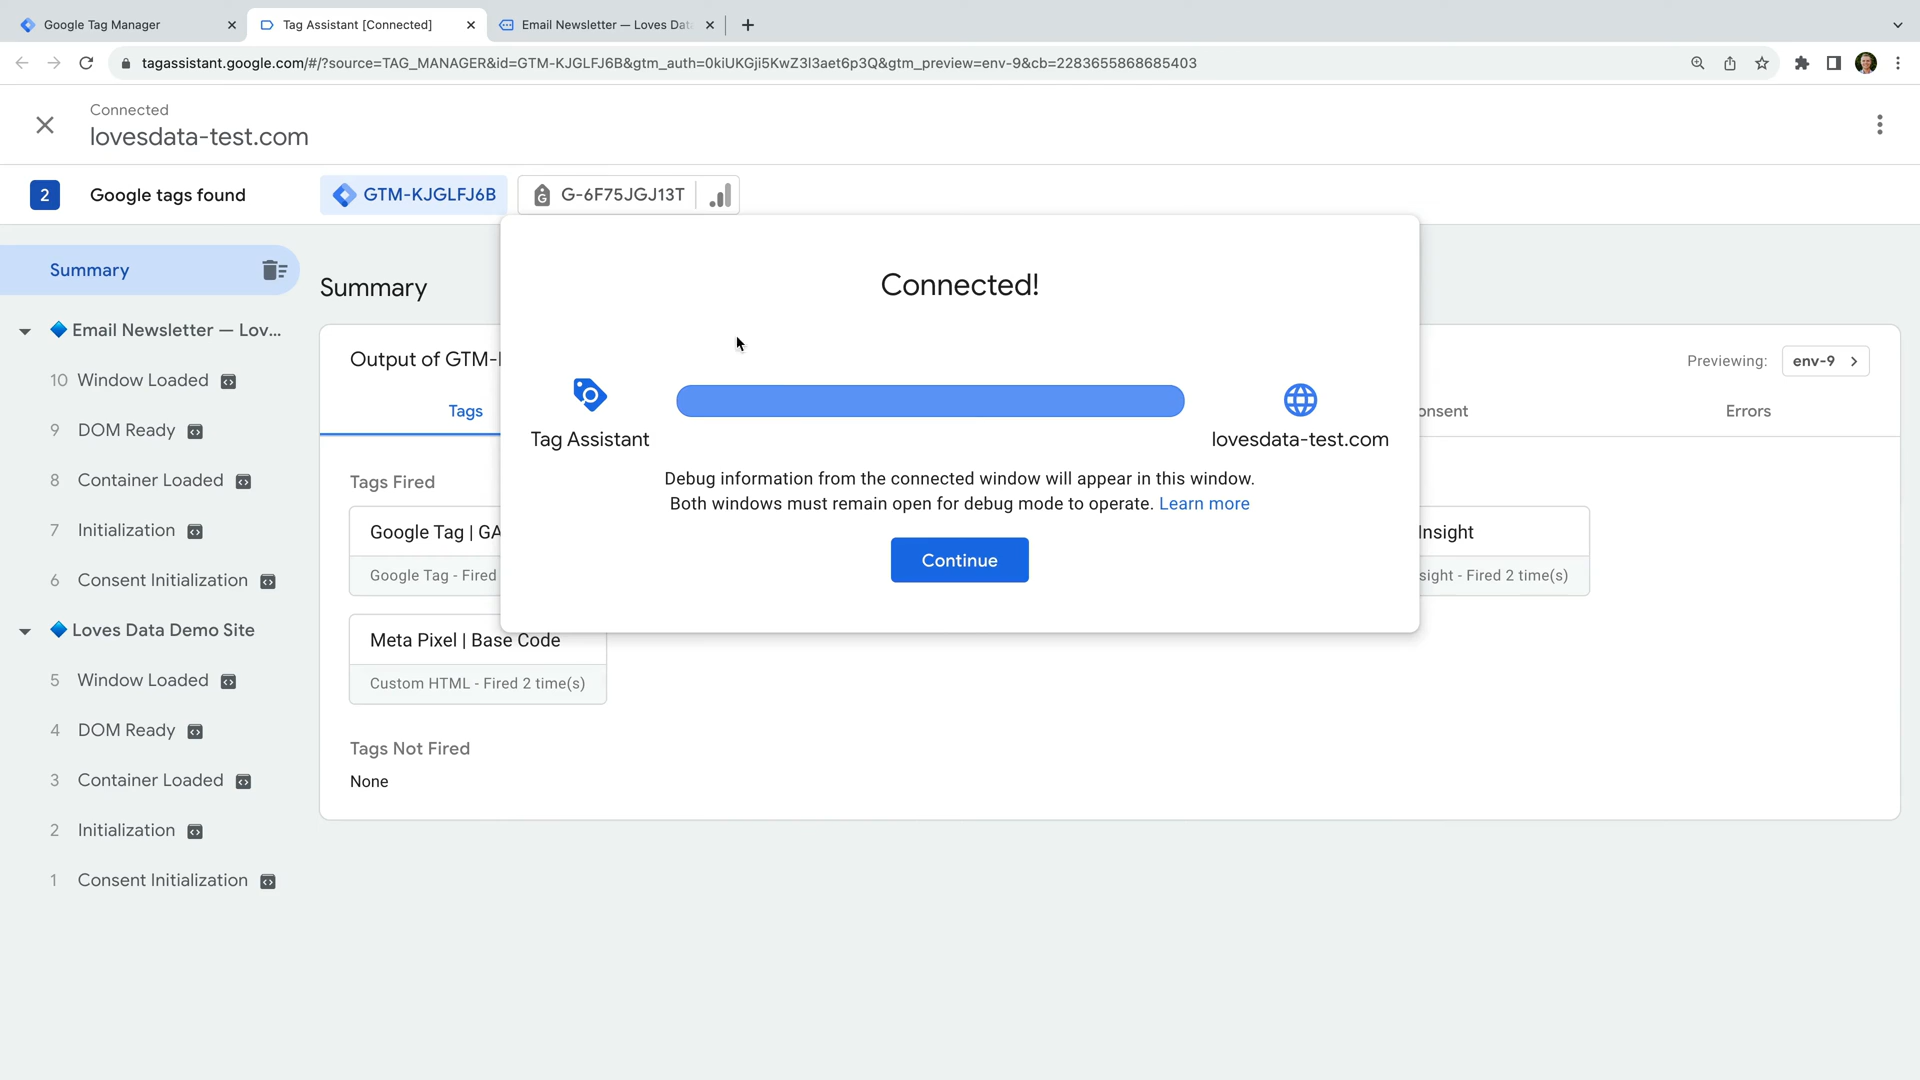 Google Tag Manager
Tag Assistant [Connected]
Email Newsletter — Loves Dat
tagassistant.google.com/#/?source=TAG_MANAGER&id=GTM-KJGLFJ6B&gtm_auth=0kiUKGji5KwZ3l3aet6p3Q&gtm_preview=env-9&cb=2283655868685403
Connected
lovesdata-test.com
2 Google tags found GTM-KJGLFJ6B G-6F75JGJ13T
Summary
Email Newsletter — Lov...
10 Window Loaded
9 DOM Ready
8 Container Loaded
7 Initialization
6 Consent Initialization
Loves Data Demo Site
5 Window Loaded
4 DOM Ready
3 Container Loaded
2 Initialization
1 Consent Initialization
Summary
Output of GTM-
Previewing: env-9
Tags
onsent
Errors
Tags Fired
Google Tag | GA
Google Tag - Fired
Insight
sight - Fired 2 time(s)
Meta Pixel | Base Code
Custom HTML - Fired 2 time(s)
Tags Not Fired
None
Connected!
Tag Assistant
lovesdata-test.com
Debug information from the connected window will appear in this window.
Both windows must remain open for debug mode to operate. Learn more
Continue